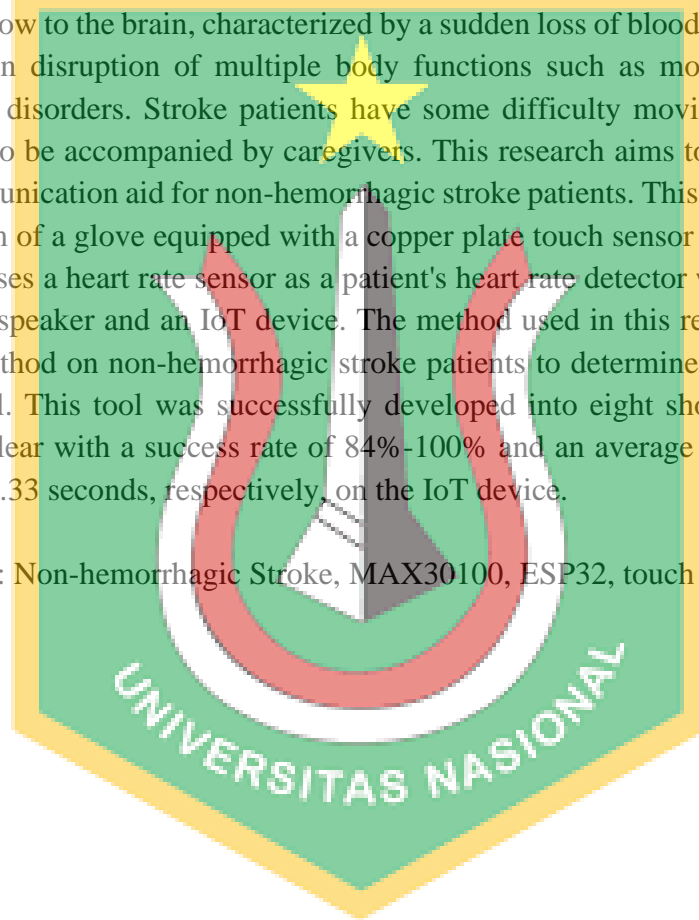 ow to the brain, characterized by a sudden loss of blood
n disruption of multiple body functions such as mo
disorders. Stroke patients have some difficulty movi
o be accompanied by caregivers. This research aims to
unication aid for non-hemorrhagic stroke patients. This
n of a glove equipped with a copper plate touch sensor
ses a heart rate sensor as a patient's heart rate detector
speaker and an IoT device. The method used in this re
thod on non-hemorrhagic stroke patients to determine
l. This tool was successfully developed into eight sho
lear with a success rate of 84%-100% and an average
.33 seconds, respectively, on the IoT device.
: Non-hemorrhagic Stroke, MAX30100, ESP32, touch
UNIVERSITAS NASIONAL